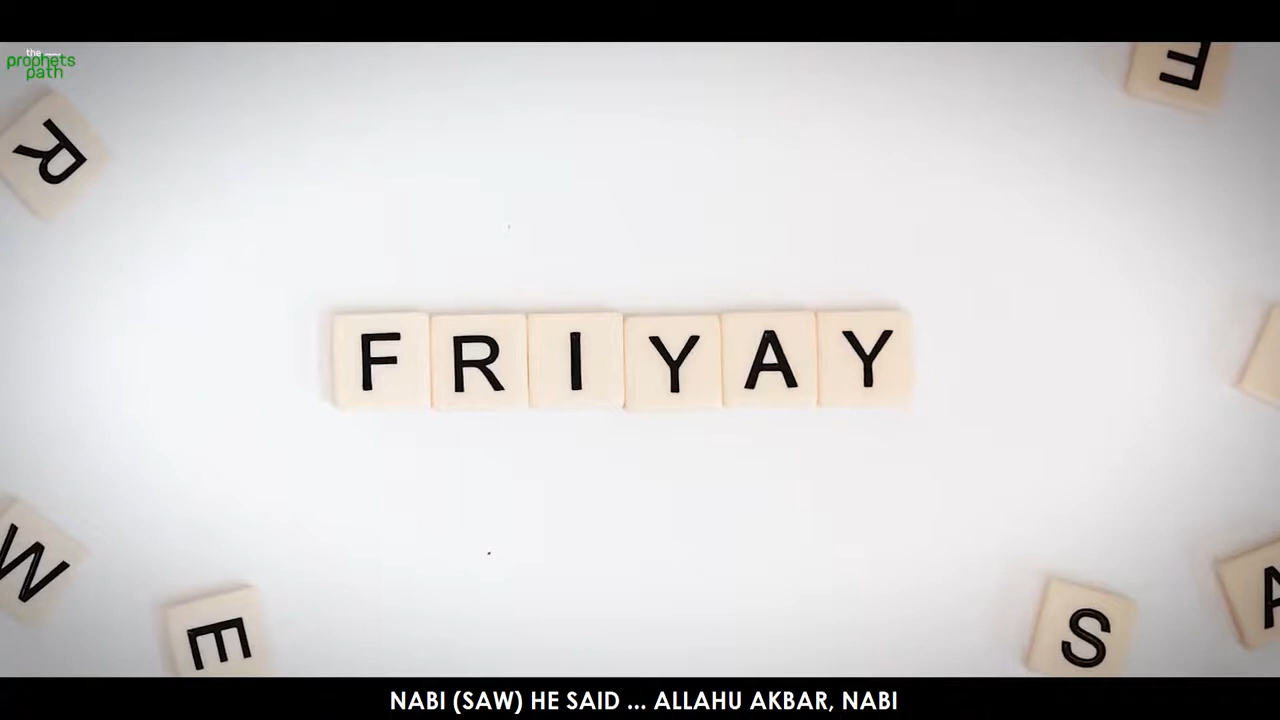 the
prophets
path
E
R
FRIYAY
W
E
S
A
NABI (SAW) HE SAID ... ALLAHU AKBAR, NABI